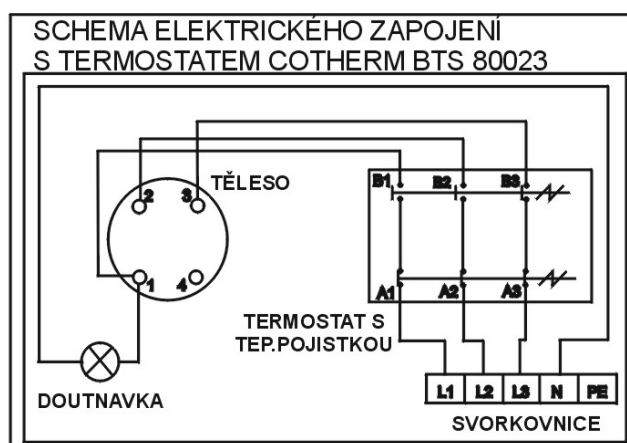 SCHEMA ELEKTRICKÉHO ZAPOJENÍ
S TERMOSTATEM COTHERM BTS 80023
2 3 TĚLESO
1 4
B1 B2 B3
A1 A2 A3
TERMOSTAT S
TEP.POJISTKOU
DOUTNAVKA
L1 L2 L3 N PE
SVORKOVNICE